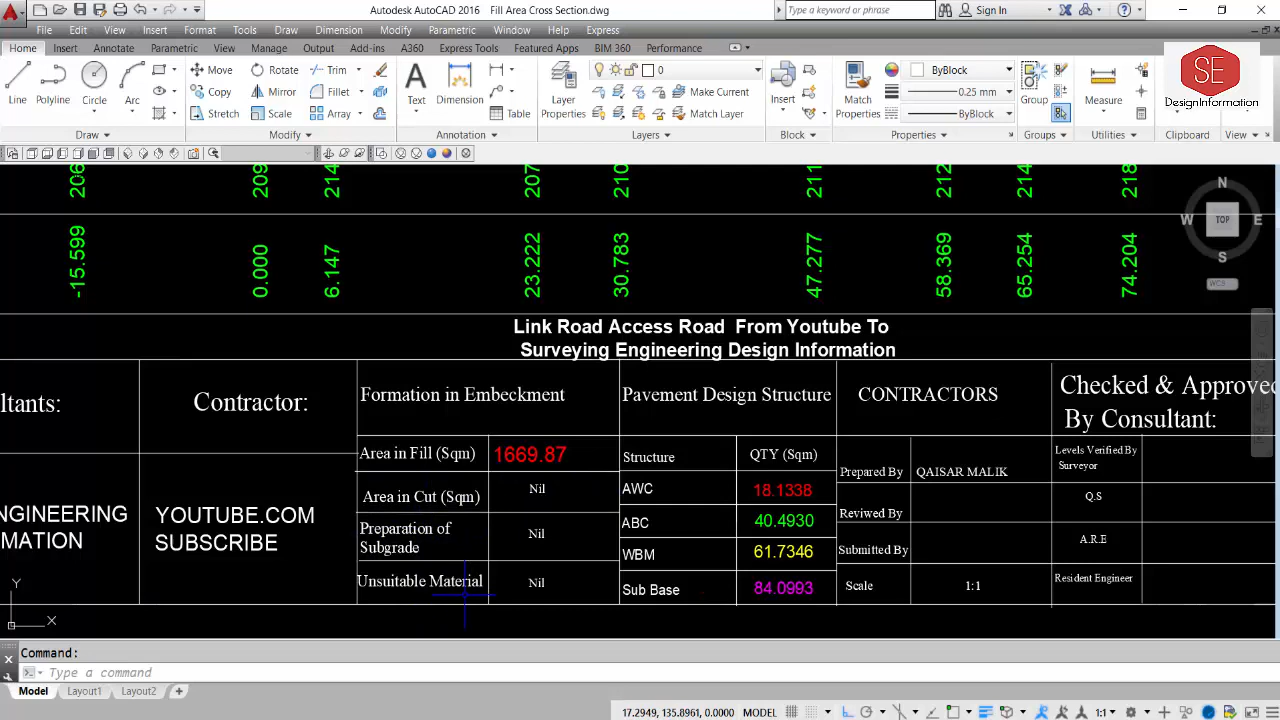 Autodesk AutoCAD 2016 Fill Area Cross Section.dwg
Type a keyword or phrase
Sign In
File Edit View Insert Format Tools Draw Dimension Modify Parametric Window Help Express
Home Insert Annotate Parametric View Manage Output Add-ins A360 Express Tools Featured Apps BIM 360 Performance
Line
Polyline
Circle
Arc
Move
Rotate
Trim
Copy
Mirror
Fillet
Stretch
Scale
Array
Text
Dimension
Table
Layer
Properties
0
Make Current
Match Layer
Insert
Match
Properties
ByBlock
0.25 mm
ByBlock
Group
Measure
SE
DesignInformation
Draw
Modify
Annotation
Layers
Block
Properties
Groups
Utilities
Clipboard
View
206 209 214 207 210 211 212 214 218
-15.599 0.000 6.147 23.222 30.783 47.277 58.369 65.254 74.204
N
W
TOP
E
S
WCS
Link Road Access Road From Youtube To
Surveying Engineering Design Information
ltants:
Contractor:
Formation in Embeckment
Pavement Design Structure
CONTRACTORS
Checked & Approved
By Consultant:
NGINEERING
MATION
YOUTUBE.COM
SUBSCRIBE
Area in Fill (Sqm) 1669.87
Area in Cut (Sqm) Nil
Preparation of
Subgrade
Nil
Unsuitable Material Nil
Structure QTY (Sqm)
AWC 18.1338
ABC 40.4930
WBM 61.7346
Sub Base 84.0993
Prepared By QAISAR MALIK
Reviwed By
Submitted By
Scale 1:1
Levels Verified By
Surveyor
Q.S
A.R.E
Resident Engineer
Y
X
Command:
Type a command
Model Layout1 Layout2
17.2949, 135.8961, 0.0000 MODEL
1:1